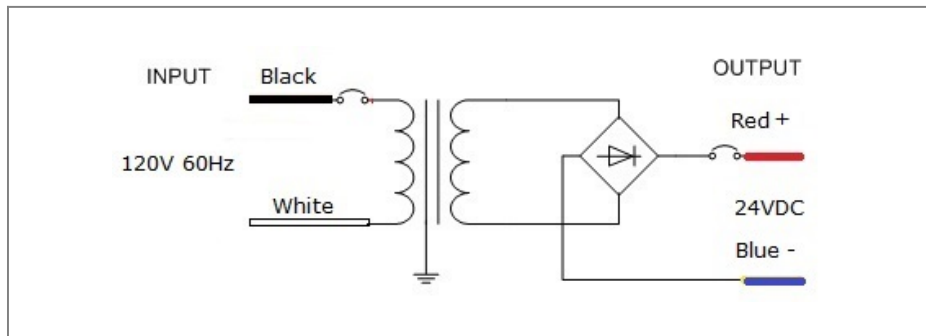 INPUT
Black
120V 60Hz
White
OUTPUT
Red +
24VDC
Blue -